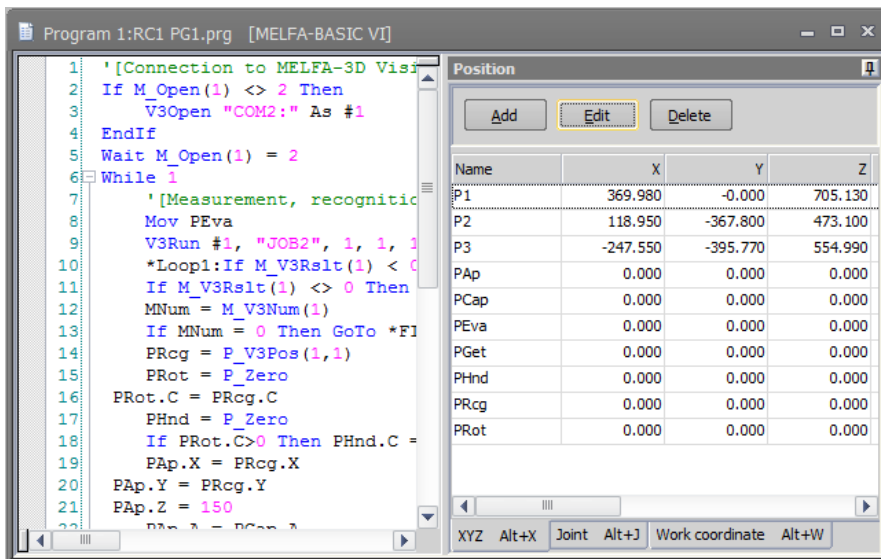 Program 1:RC1 PG1.prg [MELFA-BASIC VI]
1 '[Connection to MELFA-3D Visi
2 If M_Open(1) <> 2 Then
3 V3Open "COM2:" As #1
4 EndIf
5 Wait M_Open(1) = 2
6 While 1
7 '[Measurement, recognitic
8 Mov PEva
9 V3Run #1, "JOB2", 1, 1, 1
10 *Loop1:If M_V3Rslt(1) < 0
11 If M_V3Rslt(1) <> 0 Then
12 MNum = M_V3Num(1)
13 If MNum = 0 Then GoTo *FI
14 PRcg = P_V3Pos(1,1)
15 PRot = P_Zero
16 PRot.C = PRcg.C
17 PHnd = P_Zero
18 If PRot.C>0 Then PHnd.C =
19 PAp.X = PRcg.X
20 PAp.Y = PRcg.Y
21 PAp.Z = 150
22 PAp.A = PCap.A
Position
Add Edit Delete
Name X Y Z
P1 369.980 -0.000 705.130
P2 118.950 -367.800 473.100
P3 -247.550 -395.770 554.990
PAp 0.000 0.000 0.000
PCap 0.000 0.000 0.000
PEva 0.000 0.000 0.000
PGet 0.000 0.000 0.000
PHnd 0.000 0.000 0.000
PRcg 0.000 0.000 0.000
PRot 0.000 0.000 0.000
XYZ Alt+X Joint Alt+J Work coordinate Alt+W